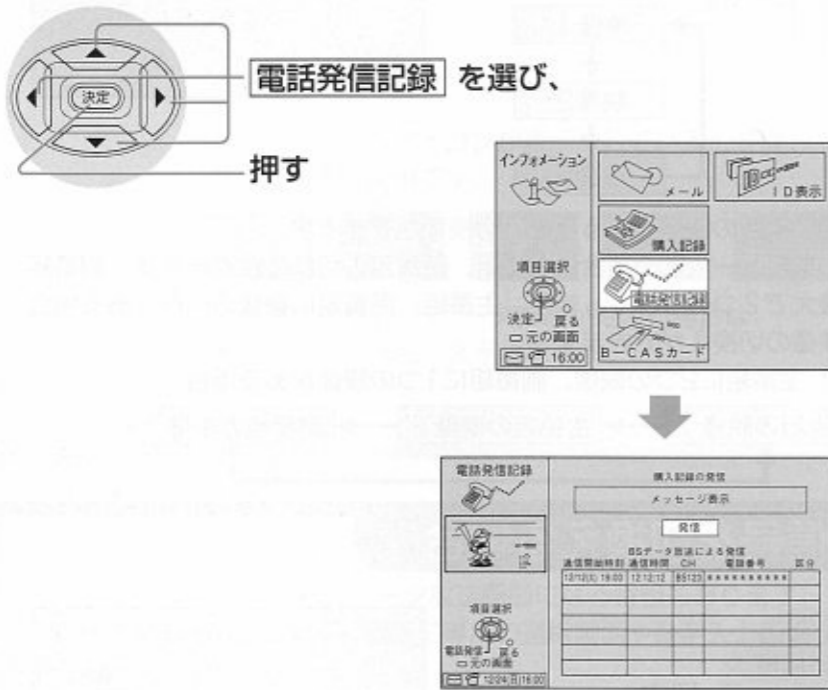 決定
電話発信記録 を選び、
押す
インフォメーション
メール
ID表示
購入記録
電話発信記録
B-CASカード
項目選択
決定 戻る
元の画面
16:00
電話発信記録
購入記録の発信
メッセージ表示
発信
BSデータ放送による発信
通信開始時刻 通信時間 CH 電話番号 区分
12:12:12 BS123 **********
項目選択
電話発信 戻る
元の画面
12/24(日)16:00